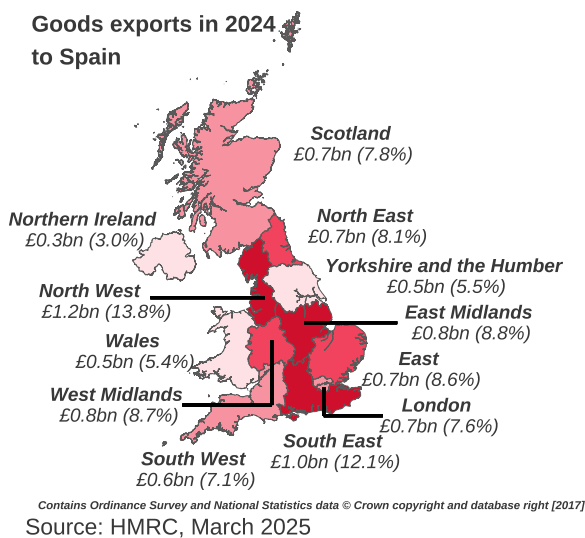 Goods exports in 2024
to Spain
Scotland
£0.7bn (7.8%)
Northern Ireland
£0.3bn (3.0%)
North East
£0.7bn (8.1%)
Yorkshire and the Humber
£0.5bn (5.5%)
North West
£1.2bn (13.8%)
East Midlands
£0.8bn (8.8%)
Wales
£0.5bn (5.4%)
East
£0.7bn (8.6%)
West Midlands
£0.8bn (8.7%)
London
£0.7bn (7.6%)
South East
£1.0bn (12.1%)
South West
£0.6bn (7.1%)
Contains Ordinance Survey and National Statistics data © Crown copyright and database right [2017]
Source: HMRC, March 2025